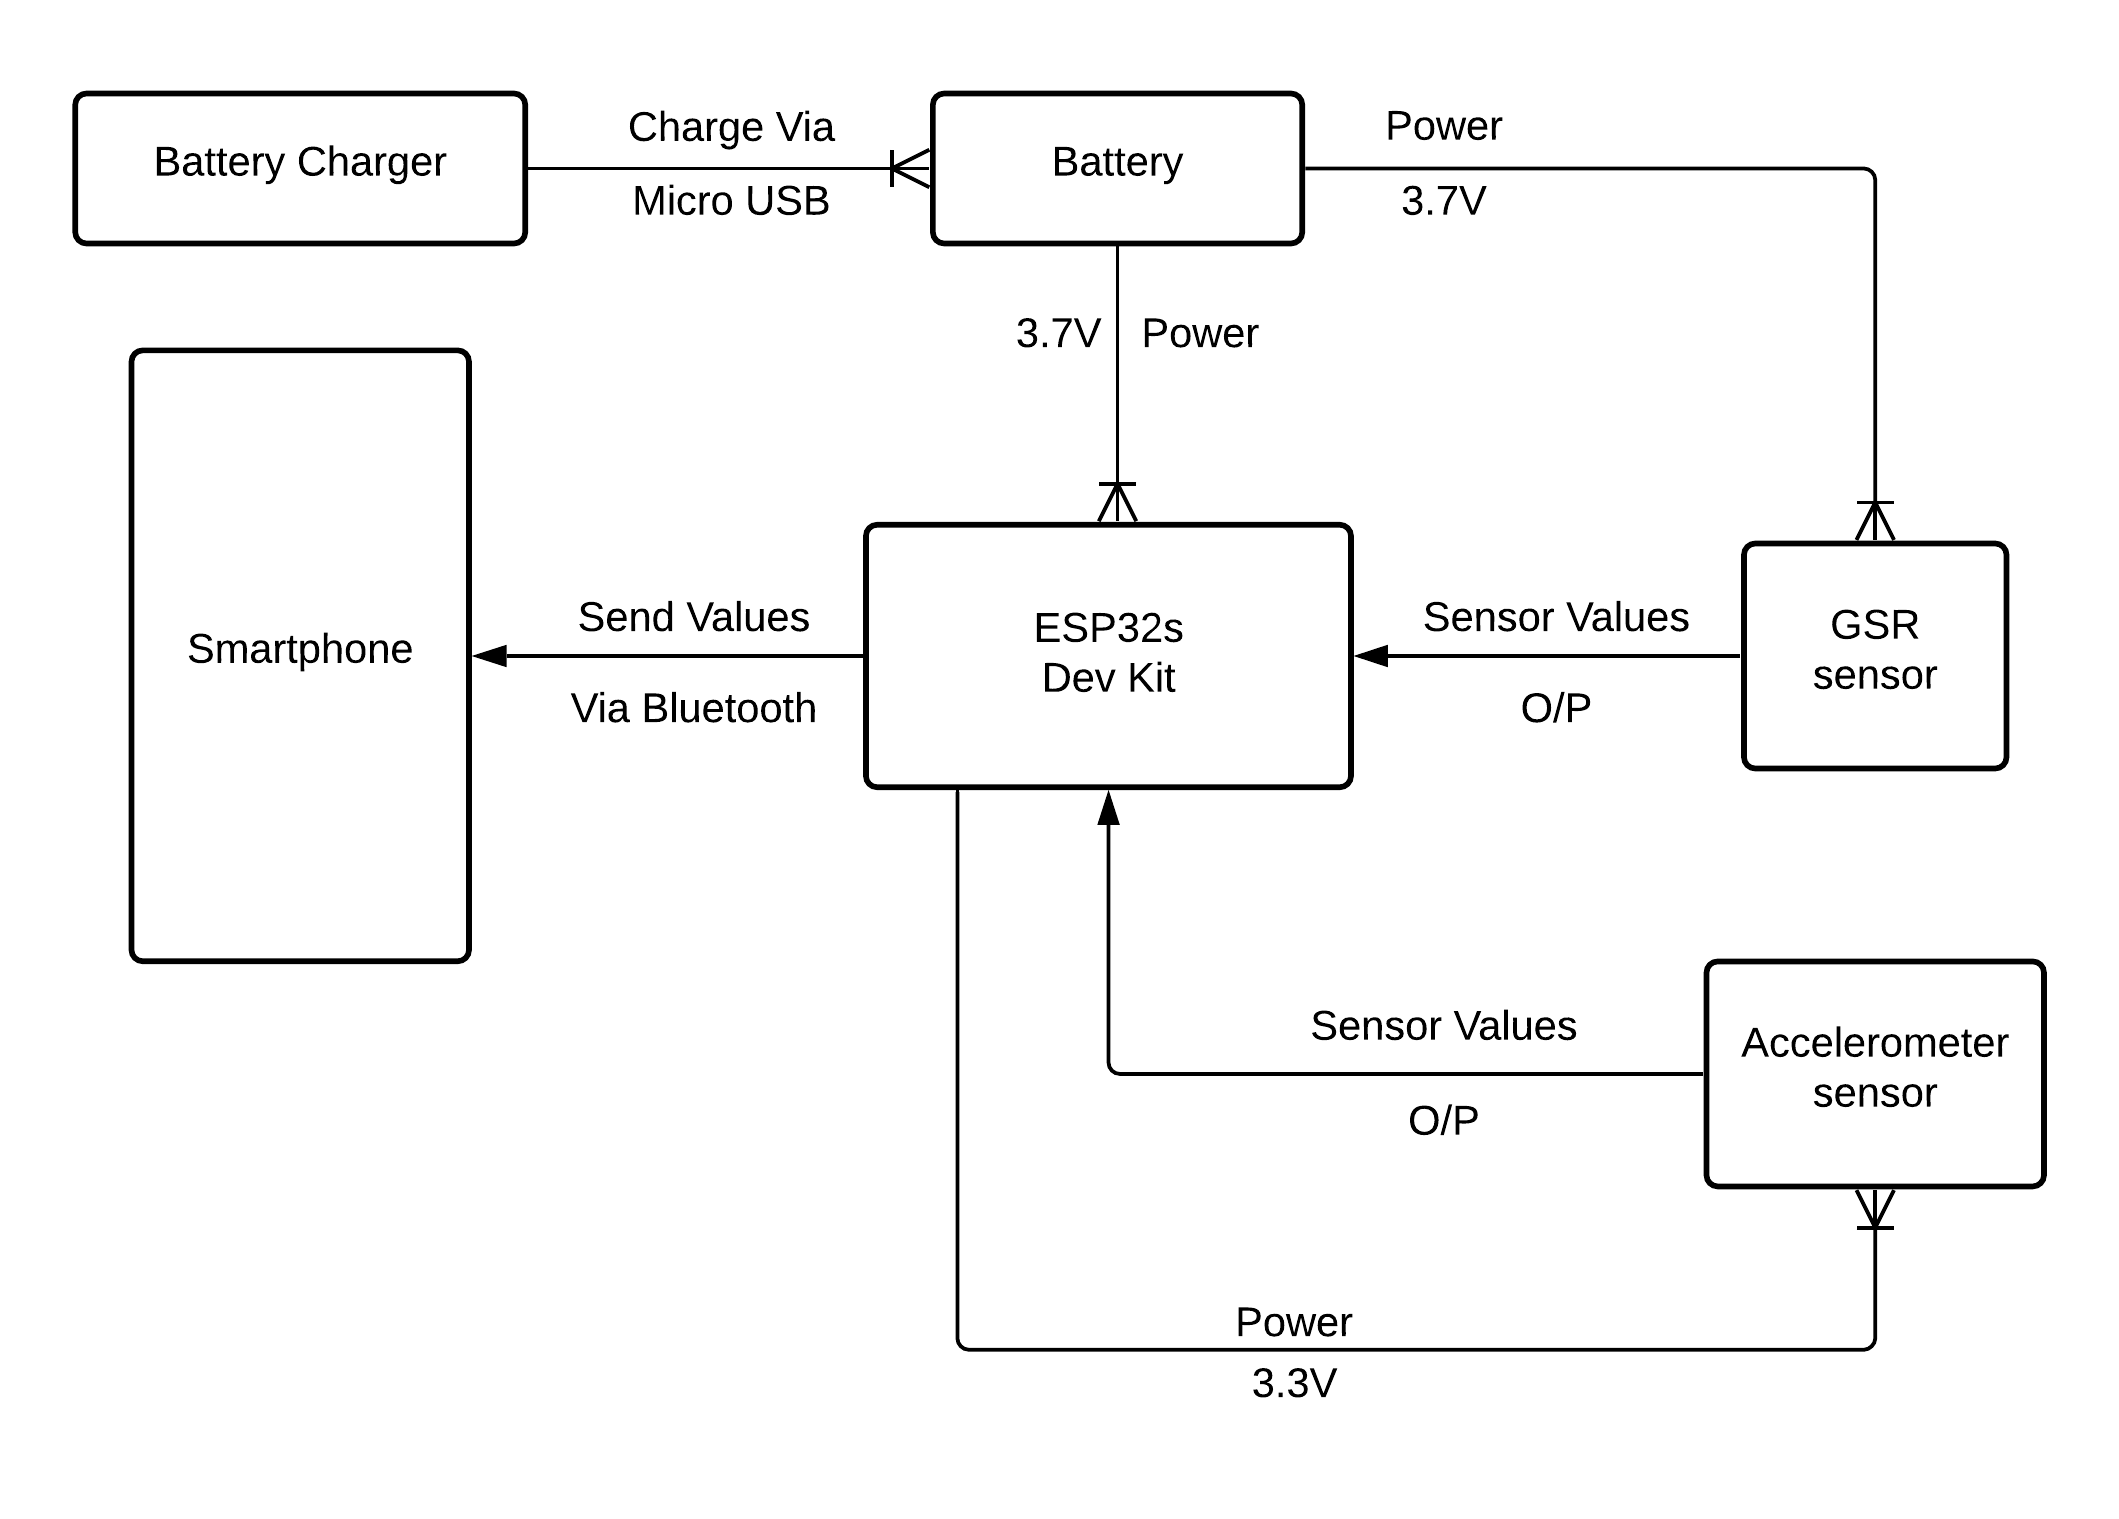 Battery Charger
Charge Via
Micro USB
Battery
Power
3.7V
3.7V Power
Smartphone
Send Values
Via Bluetooth
ESP32s
Dev Kit
Sensor Values
O/P
GSR
sensor
Sensor Values
O/P
Accelerometer
sensor
Power
3.3V